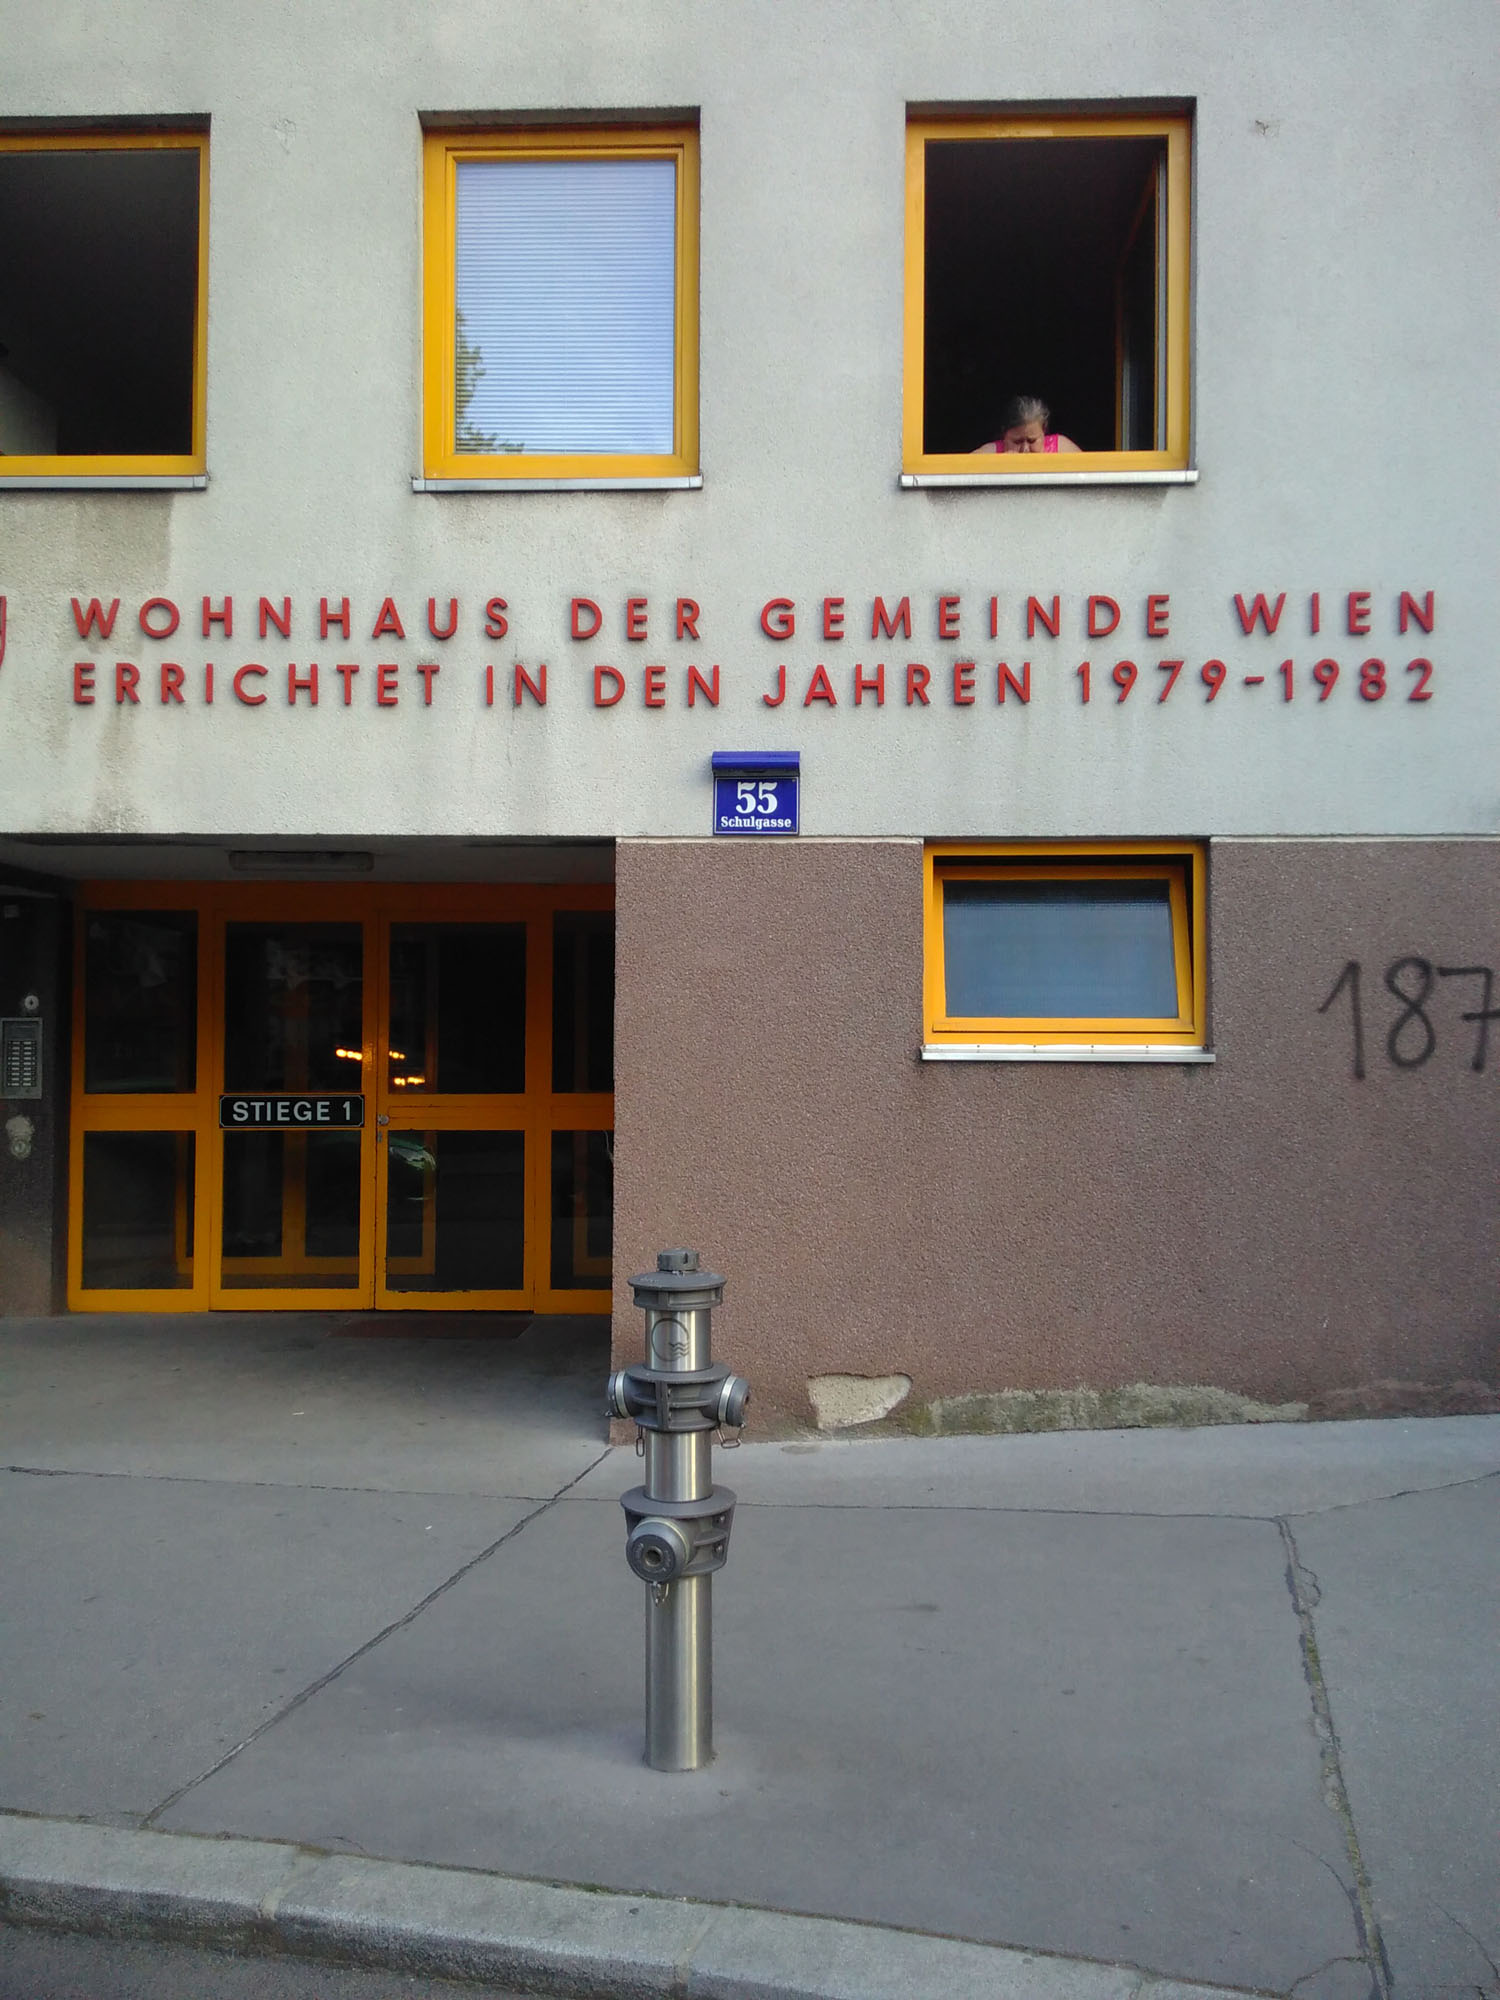 WOHNHAUS DER GEMEINDE WIEN
ERRICHTET IN DEN JAHREN 1979-1982
55
Schulgasse
187
STIEGE 1